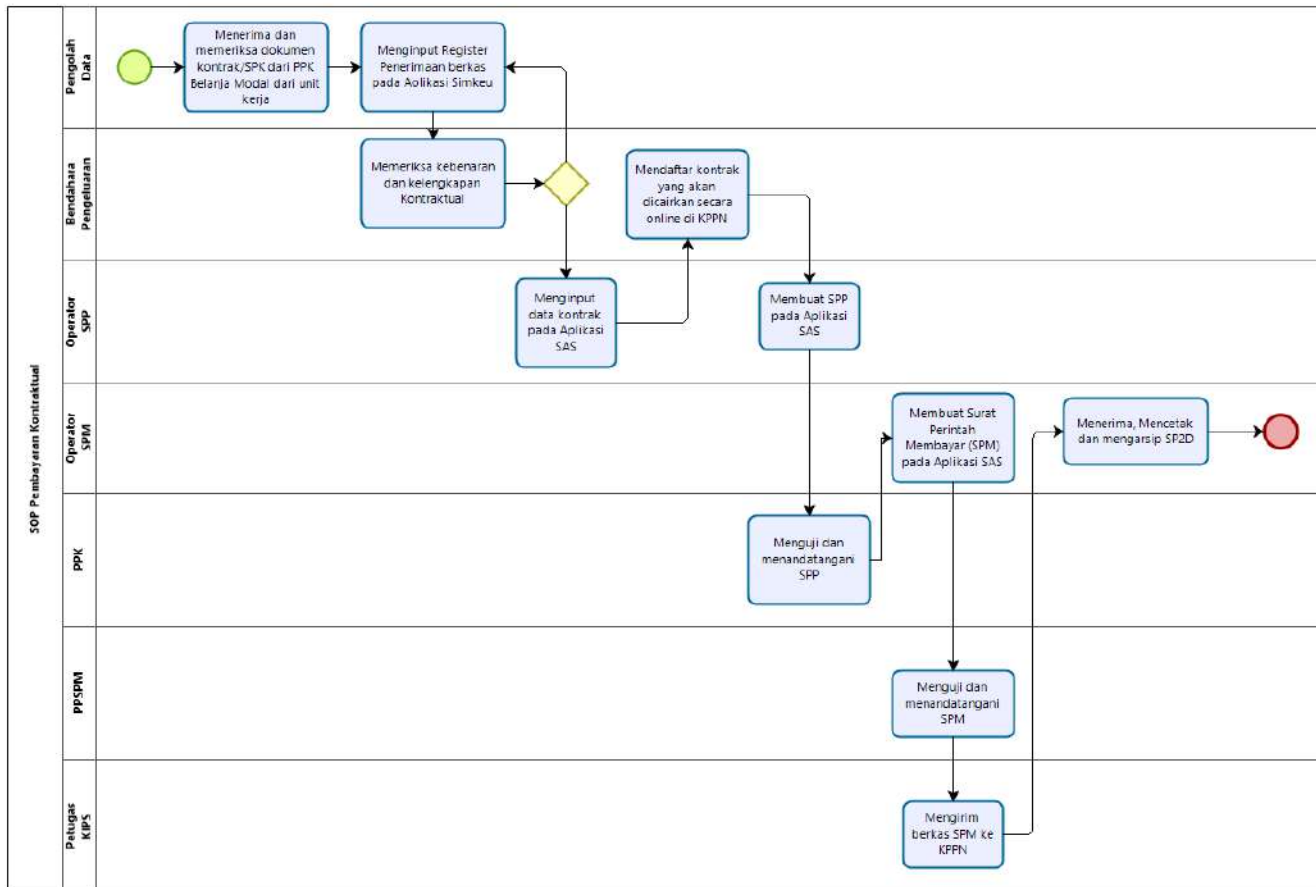 SOP Pembayaran Kontraktual
Pengolah
Data
Menerima dan
memeriksa dokumen
kontrak/SPK dari PPK
Belanja Modal dari unit
kerja
Menginput Register
Penerimaan berkas
pada Aplikasi Simkeu
Bendahara
Pengeluaran
Memeriksa kebenaran
dan kelengkapan
Kontraktual
Mendaftar kontrak
yang akan
dicairkan secara
online di KPPN
Operator
SPP
Menginput
data kontrak
pada Aplikasi
SAS
Membuat SPP
pada Aplikasi
SAS
Operator
SPM
Membuat Surat
Perintah
Membayar (SPM)
pada Aplikasi SAS
Menerima, Mencetak
dan mengarsip SP2D
PPK
Menguji dan
menandatangani
SPP
PPSPM
Menguji dan
menandatangani
SPM
Petugas
KIPS
Mengirim
berkas SPM ke
KPPN